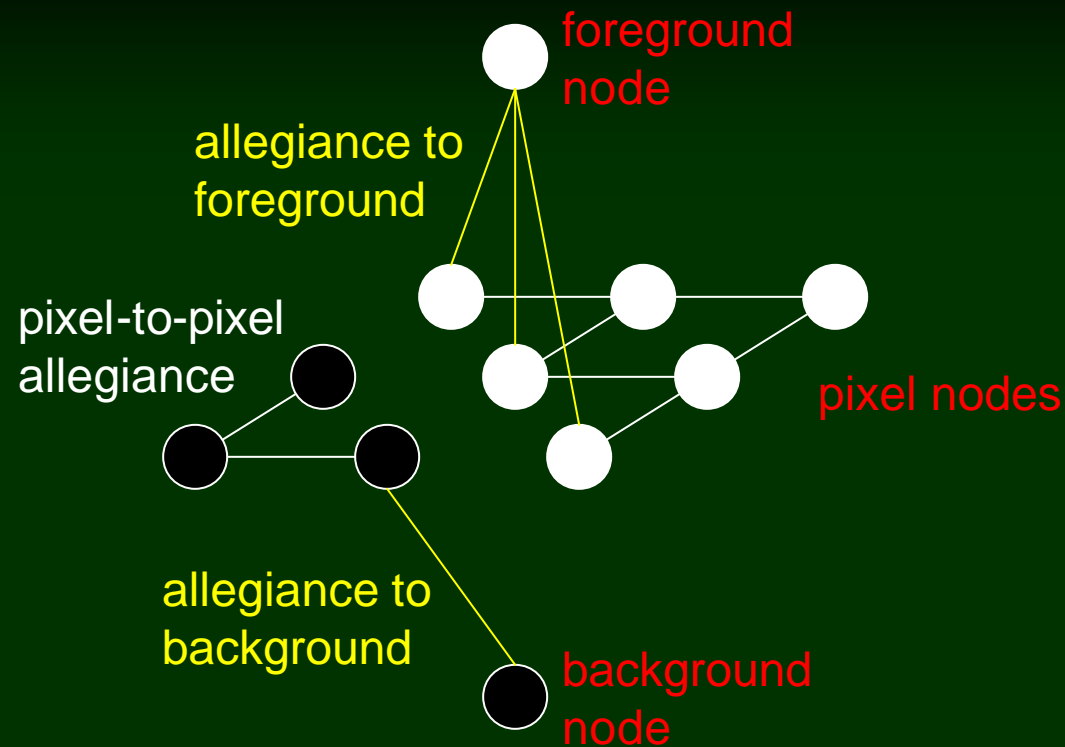 foreground
node
allegiance to
foreground
pixel-to-pixel
allegiance
pixel nodes
allegiance to
background
background
node